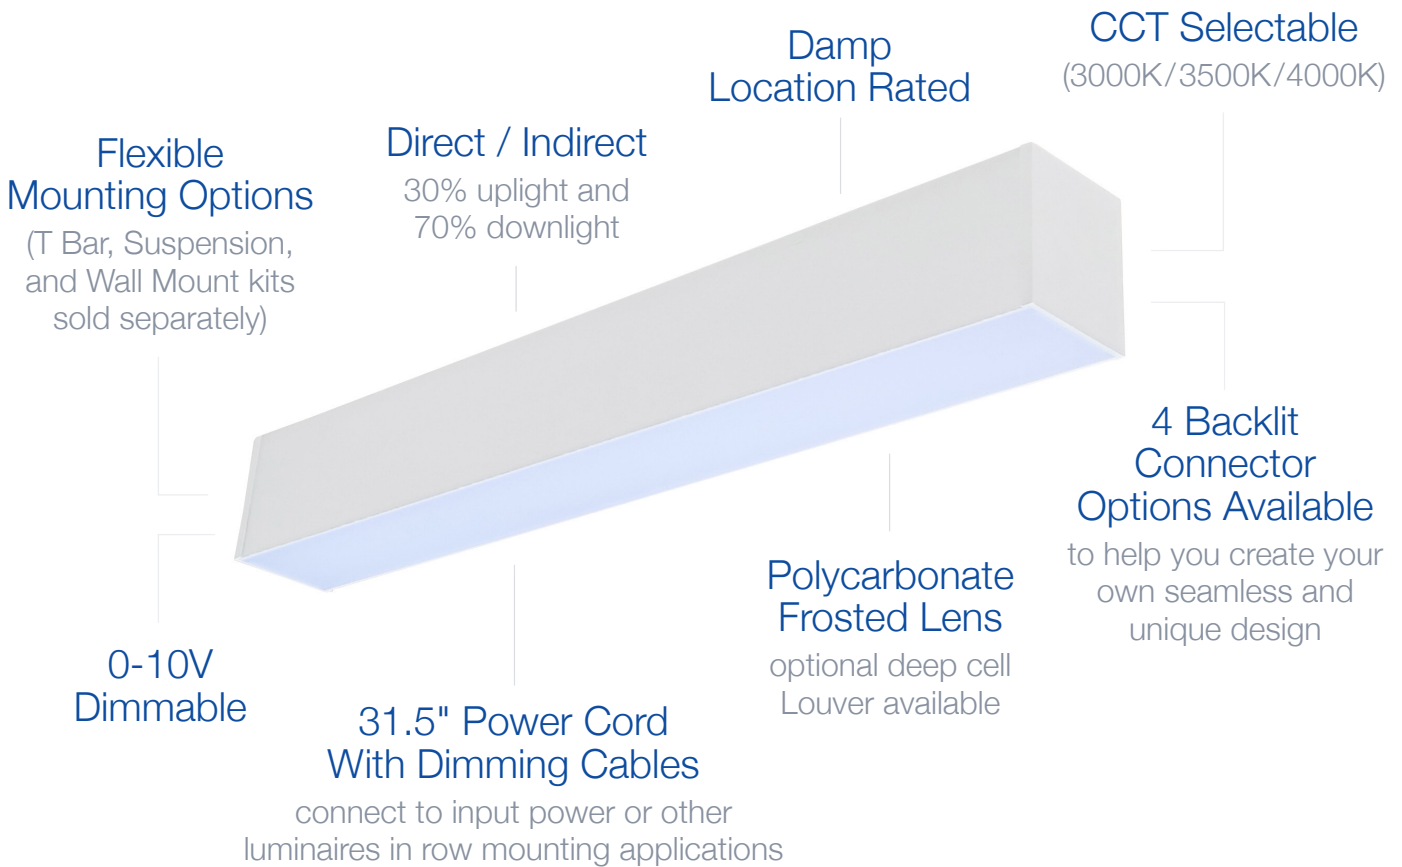 CCT Selectable
(3000K/3500K/4000K)
Damp
Location Rated
Direct / Indirect
30% uplight and
70% downlight
Flexible
Mounting Options
(T Bar, Suspension,
and Wall Mount kits
sold separately)
4 Backlit
Connector
Options Available
to help you create your
own seamless and
unique design
Polycarbonate
Frosted Lens
optional deep cell
Louver available
0-10V
Dimmable
31.5" Power Cord
With Dimming Cables
connect to input power or other
luminaires in row mounting applications